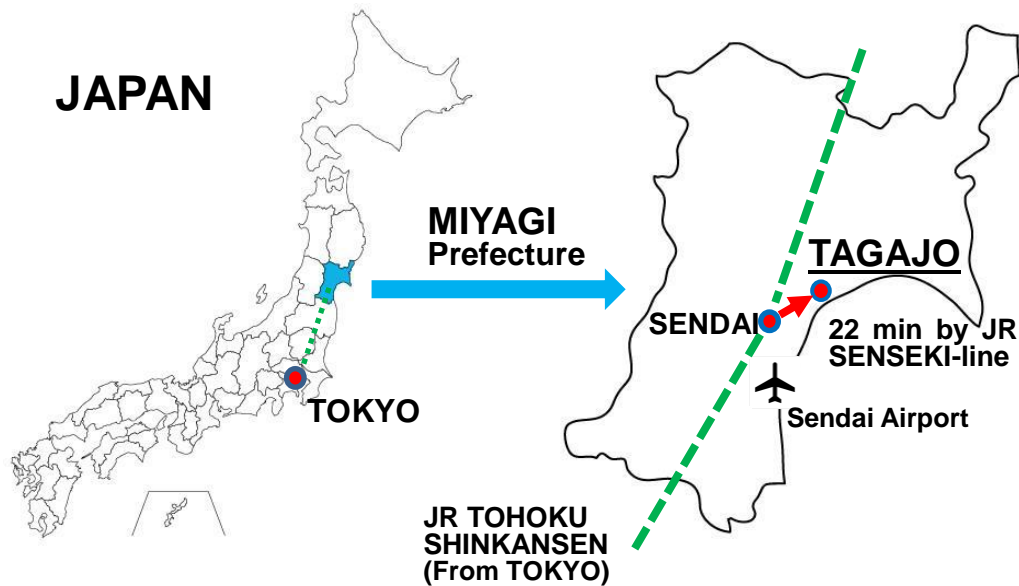 JAPAN
MIYAGI
Prefecture
TOKYO
TAGAJO
SENDAI
22 min by JR
SENSEKI-line
Sendai Airport
JR TOHOKU
SHINKANSEN
(From TOKYO)